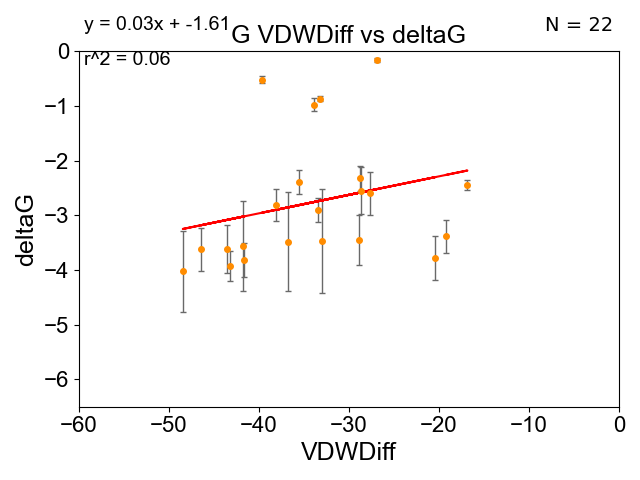 y = 0.03x + -1.61
N = 22
G VDWDiff vs deltaG
r^2 = 0.06
0
−1
−2
−3
−4
−5
−6
deltaG
−60
−50
−40
−30
−20
−10
0
VDWDiff